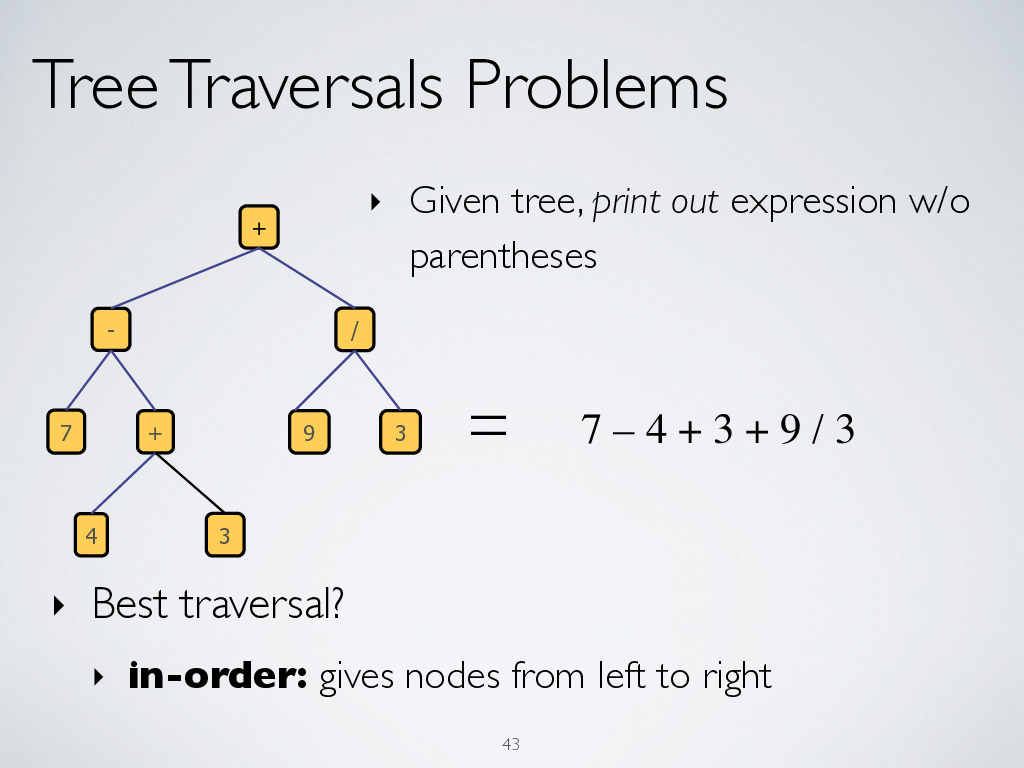 Tree Traversals Problems
‣ Given tree, print out expression w/o
parentheses
+
- /
7 + 9 3
= 7 – 4 + 3 + 9 / 3
4 3
‣ Best traversal?
‣ in-order: gives nodes from left to right
43